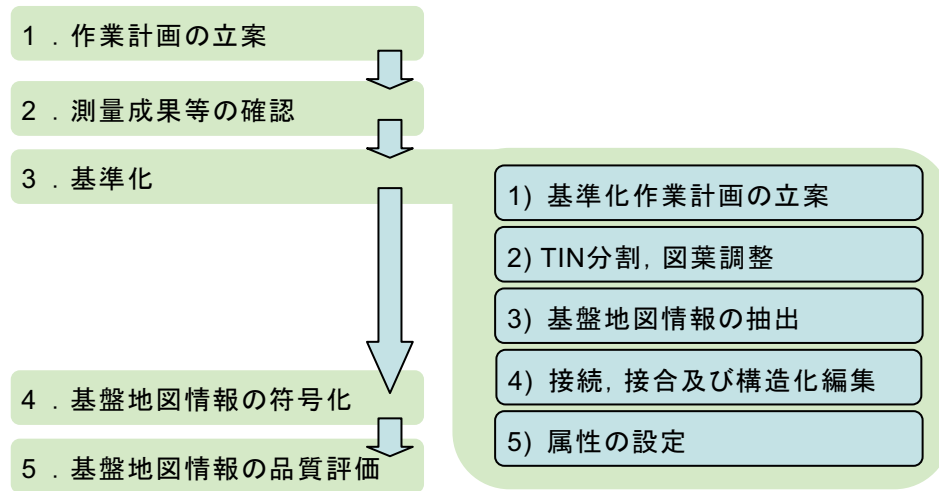 1 . 作業計画の立案
2 . 測量成果等の確認
3 . 基準化
1) 基準化作業計画の立案
2) TIN分割, 図葉調整
3) 基盤地図情報の抽出
4) 接続, 接合及び構造化編集
5) 属性の設定
4 . 基盤地図情報の符号化
5 . 基盤地図情報の品質評価